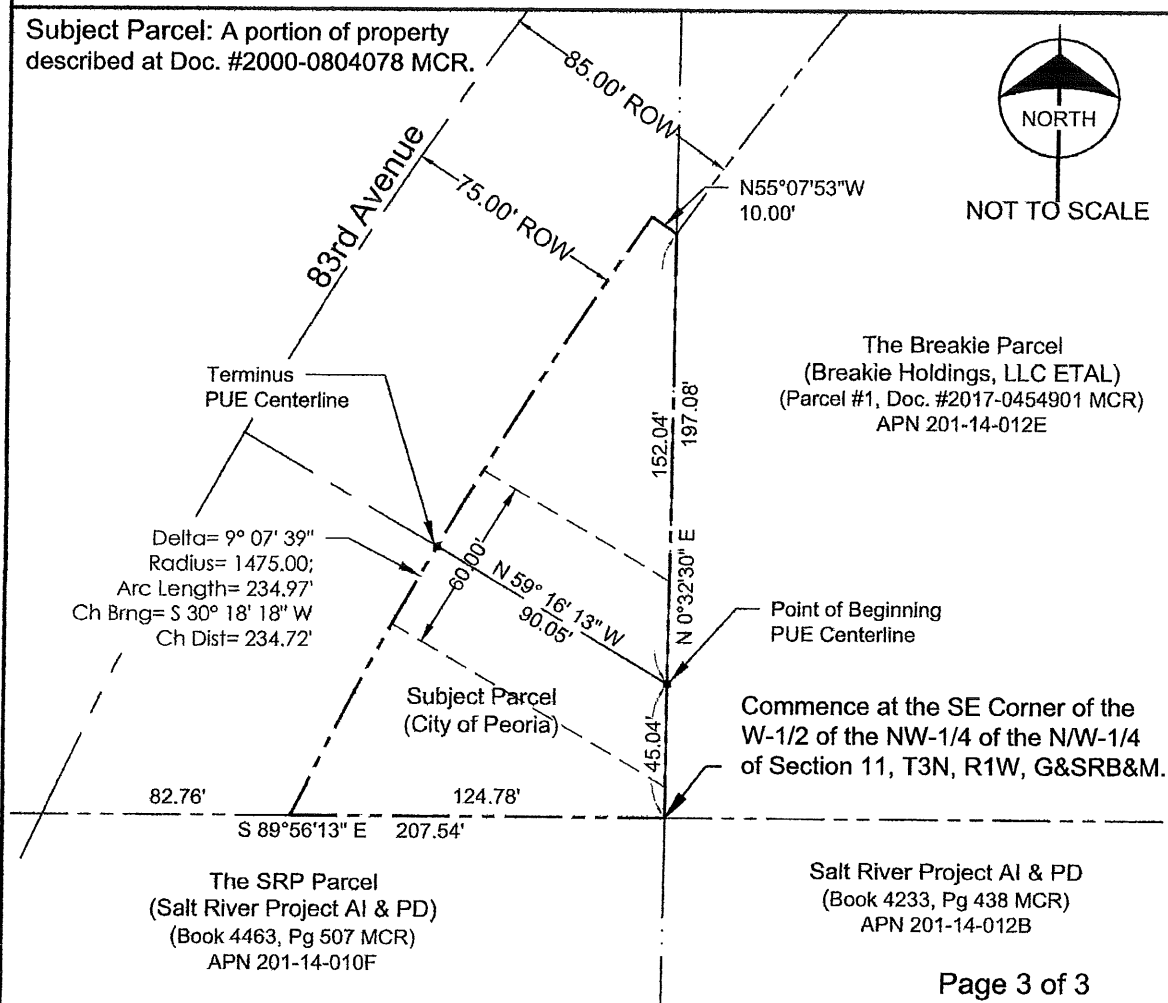 Subject Parcel: A portion of property
described at Doc. #2000-0804078 MCR.
85.00' ROW
NORTH
NOT TO SCALE
83rd Avenue
75.00' ROW
N55°07'53"W
10.00'
The Breakie Parcel
(Breakie Holdings, LLC ETAL)
(Parcel #1, Doc. #2017-0454901 MCR)
APN 201-14-012E
Terminus
PUE Centerline
152.04'
197.08'
Delta= 9° 07' 39"
Radius= 1475.00;
Arc Length= 234.97'
Ch Brng= S 30° 18' 18" W
Ch Dist= 234.72'
60.00'
N 59° 16' 13" W
90.05'
N 0°32'30" E
Point of Beginning
PUE Centerline
Subject Parcel
(City of Peoria)
45.04'
Commence at the SE Corner of the
W-1/2 of the NW-1/4 of the N/W-1/4
of Section 11, T3N, R1W, G&SRB&M.
82.76'
124.78'
S 89°56'13" E 207.54'
The SRP Parcel
(Salt River Project AI & PD)
(Book 4463, Pg 507 MCR)
APN 201-14-010F
Salt River Project AI & PD
(Book 4233, Pg 438 MCR)
APN 201-14-012B
Page 3 of 3